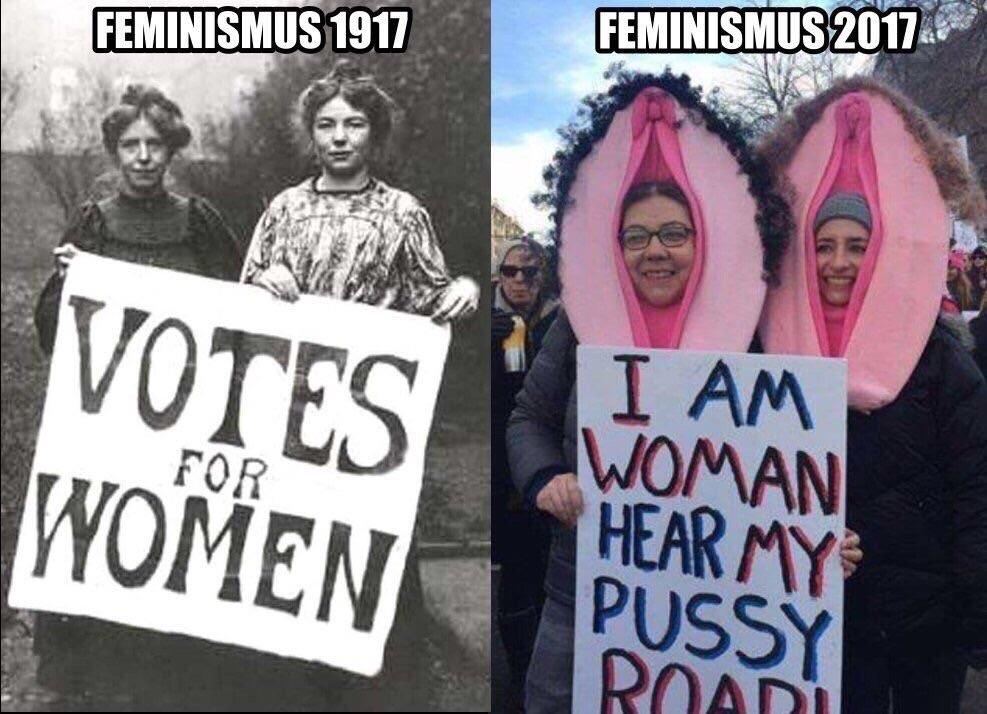 FEMINISMUS 1917
FEMINISMUS 2017
VOTES
FOR
WOMEN
I AM
WOMAN
HEAR MY
PUSSY
ROAR!